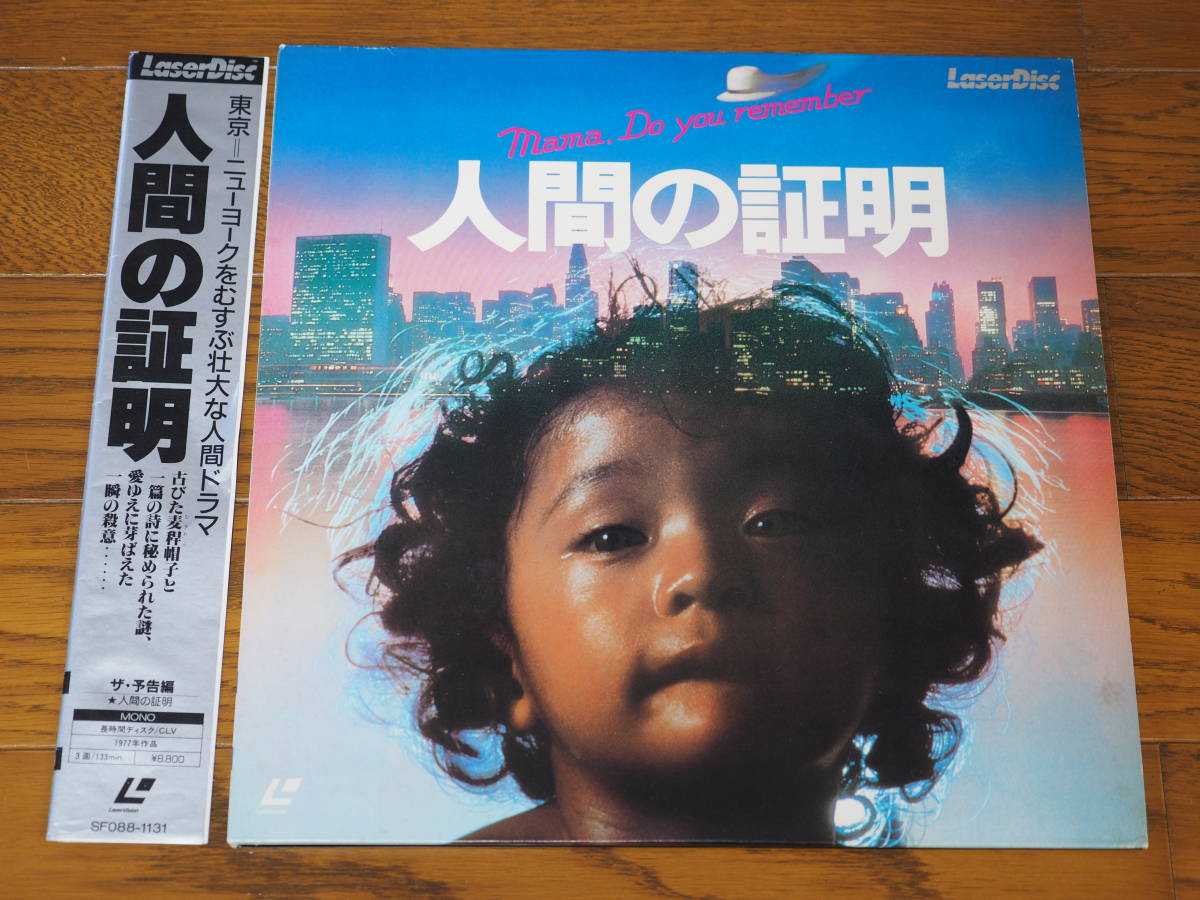 LaserDisc
東京=ニューヨークをむすぶ壮大な人間ドラマ
人間の証明
古びた麦稈帽子と
一篇の詩に秘められた謎、
愛ゆえに芽ばえた
一瞬の殺意‥‥‥
ザ・予告編
★人間の証明
MONO
長時間ディスク/CLV
1977年作品
3面/133min. ¥8,800
LaserVision
SF088-1131
LaserDisc
Mama. Do you remember
人間の証明